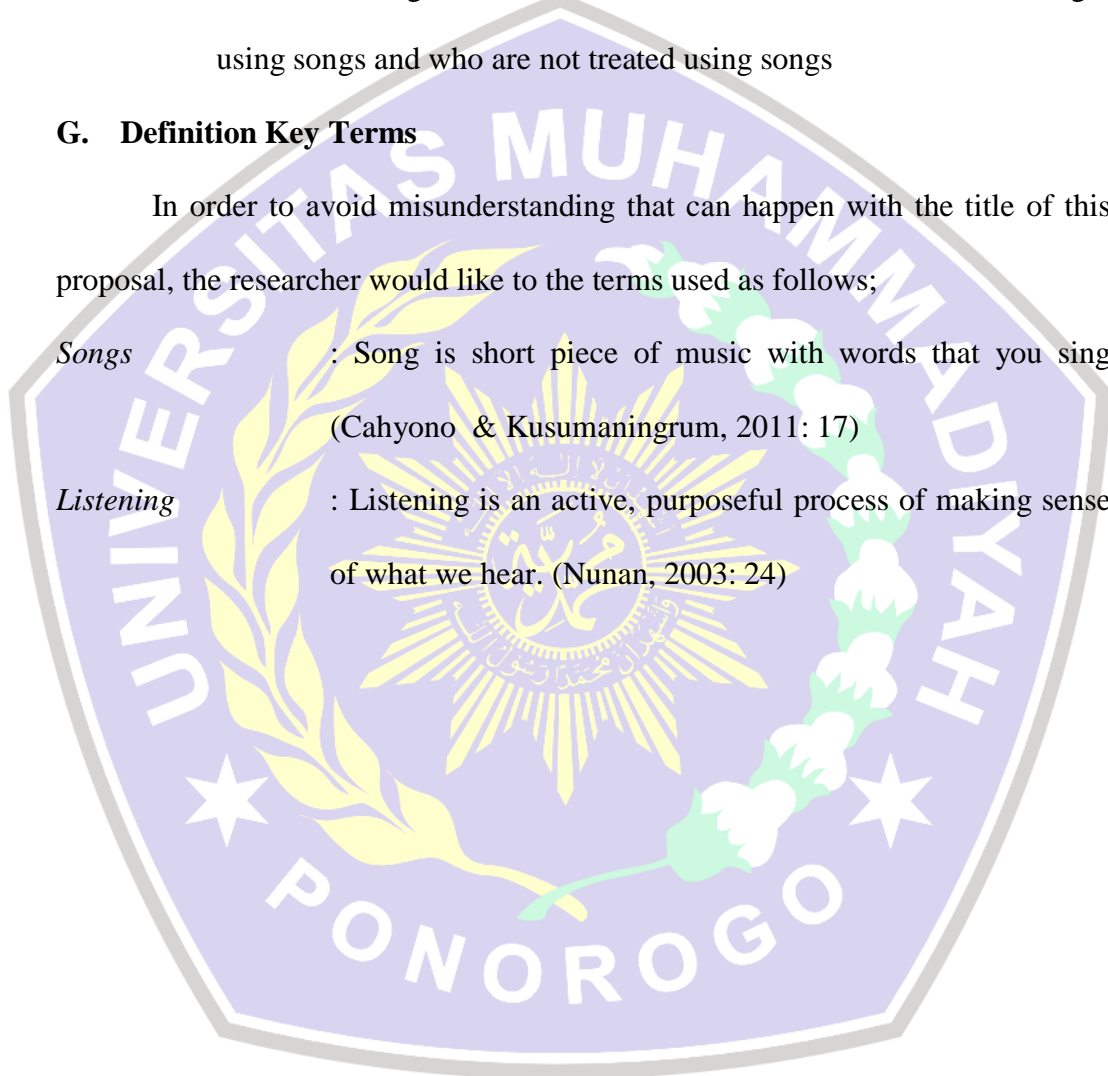 using songs and who are not treated using songs
G. Definition Key Terms
In order to avoid misunderstanding that can happen with the title of this
proposal, the researcher would like to the terms used as follows;
Songs : Song is short piece of music with words that you sing
(Cahyono & Kusumaningrum, 2011: 17)
Listening : Listening is an active, purposeful process of making sense
of what we hear. (Nunan, 2003: 24)
UNIVERSITAS MUHAMMADIYAH
PONOROGO